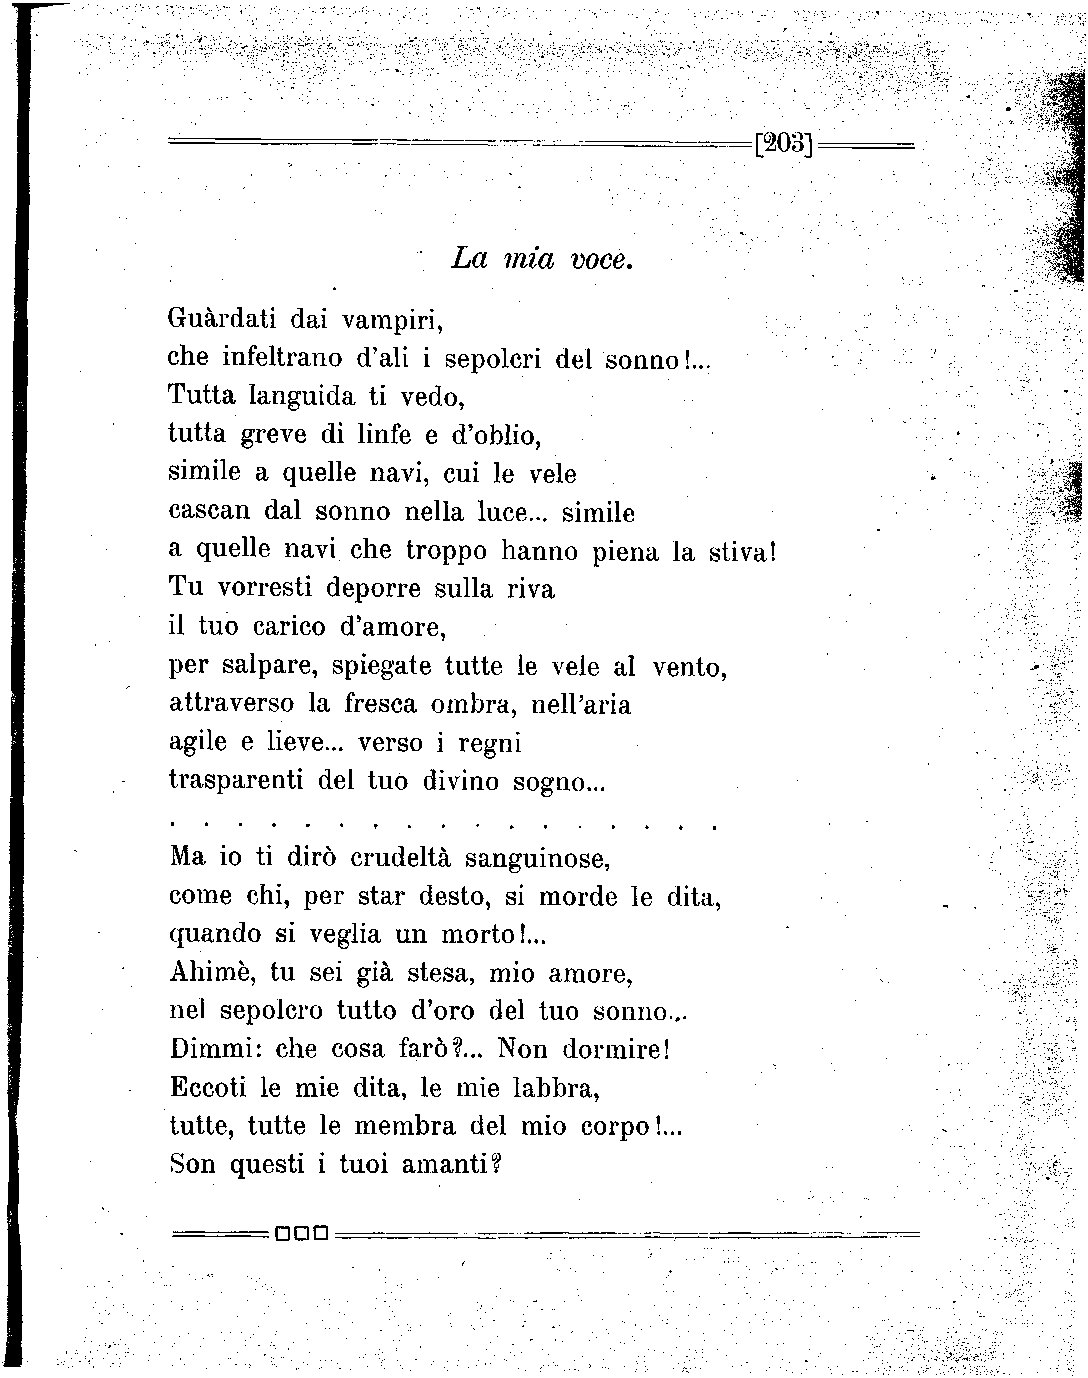 [203]
La mia voce.
Guàrdati dai vampiri,
che infeltrano d'ali i sepolcri del sonno!...
Tutta languida ti vedo,
tutta greve di linfe e d'oblio,
simile a quelle navi, cui le vele
cascan dal sonno nella luce... simile
a quelle navi che troppo hanno piena la stiva!
Tu vorresti deporre sulla riva
il tuo carico d'amore,
per salpare, spiegate tutte le vele al vento,
attraverso la fresca ombra, nell'aria
agile e lieve... verso i regni
trasparenti del tuo divino sogno...
. . . . . . . . . . . . . . . . .
Ma io ti dirò crudeltà sanguinose,
come chi, per star desto, si morde le dita,
quando si veglia un morto!...
Ahimè, tu sei già stesa, mio amore,
nel sepolcro tutto d'oro del tuo sonno...
Dimmi: che cosa farò?... Non dormire!
Eccoti le mie dita, le mie labbra,
tutte, tutte le membra del mio corpo!...
Son questi i tuoi amanti?